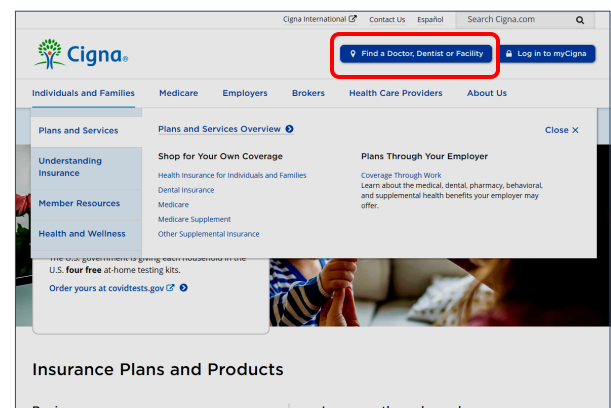 Cigna International Contact Us Español Search Cigna.com
Cigna®
Find a Doctor, Dentist or Facility
Log in to myCigna
Individuals and Families Medicare Employers Brokers Health Care Providers About Us
Plans and Services
Understanding
Insurance
Member Resources
Health and Wellness
Plans and Services Overview
Close ×
Shop for Your Own Coverage
Health Insurance for Individuals and Families
Dental Insurance
Medicare
Medicare Supplement
Other Supplemental Insurance
Plans Through Your Employer
Coverage Through Work
Learn about the medical, dental, pharmacy, behavioral,
and supplemental health benefits your employer may
offer.
The U.S. government is giving each household in the
U.S. four free at-home testing kits.
Order yours at covidtests.gov
Insurance Plans and Products